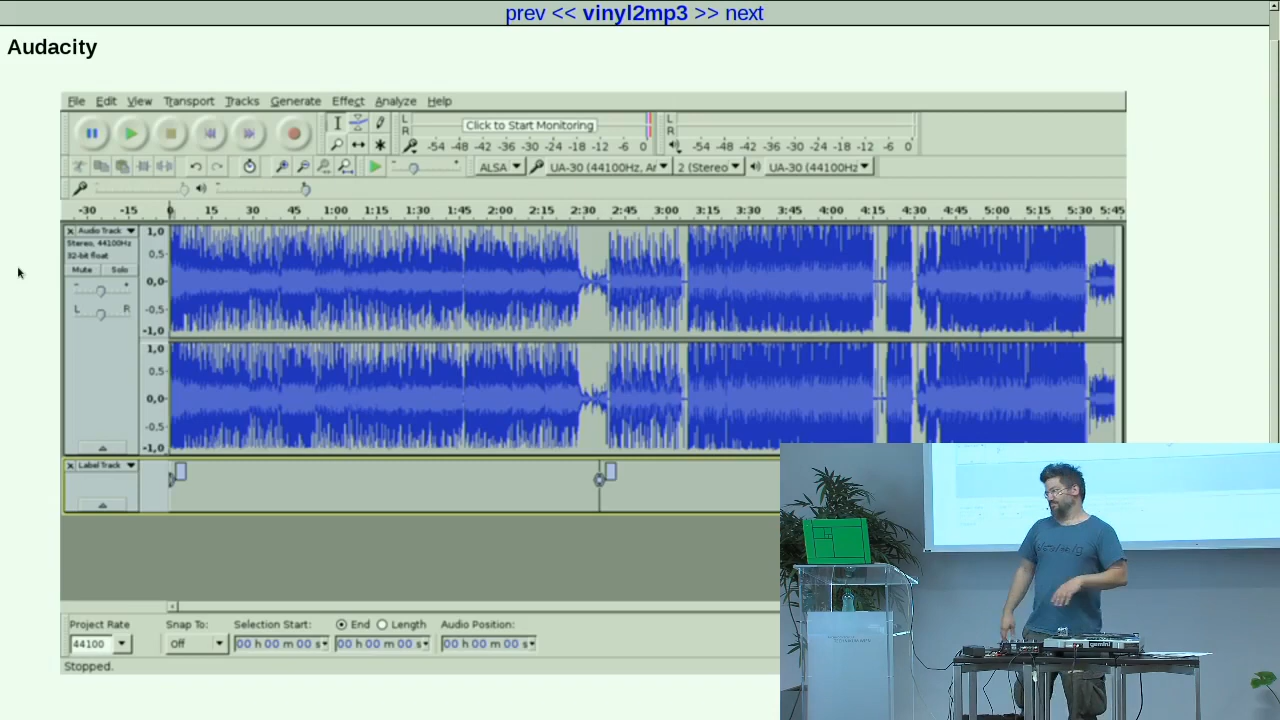 prev << vinyl2mp3 >> next
Audacity
File Edit View Transport Tracks Generate Effect Analyze Help
L
R
Click to Start Monitoring
-54 -48 -42 -36 -30 -24 -18 -12 -6 0
L
R
-54 -48 -42 -36 -30 -24 -18 -12 -6 0
ALSA UA-30 (44100Hz, Ar 2 (Stereo UA-30 (44100Hz
-30 -15 0 15 30 45 1:00 1:15 1:30 1:45 2:00 2:15 2:30 2:45 3:00 3:15 3:30 3:45 4:00 4:15 4:30 4:45 5:00 5:15 5:30 5:45
Audio Track
Stereo, 44100Hz
32-bit float
Mute Solo
- +
L R
1,0
0,5
0,0
-0,5
-1,0
1,0
0,5
0,0
-0,5
-1,0
Label Track
Project Rate Snap To: Selection Start: End Length Audio Position:
44100 Off 00 h 00 m 00 s 00 h 00 m 00 s 00 h 00 m 00 s
Stopped.
gemini